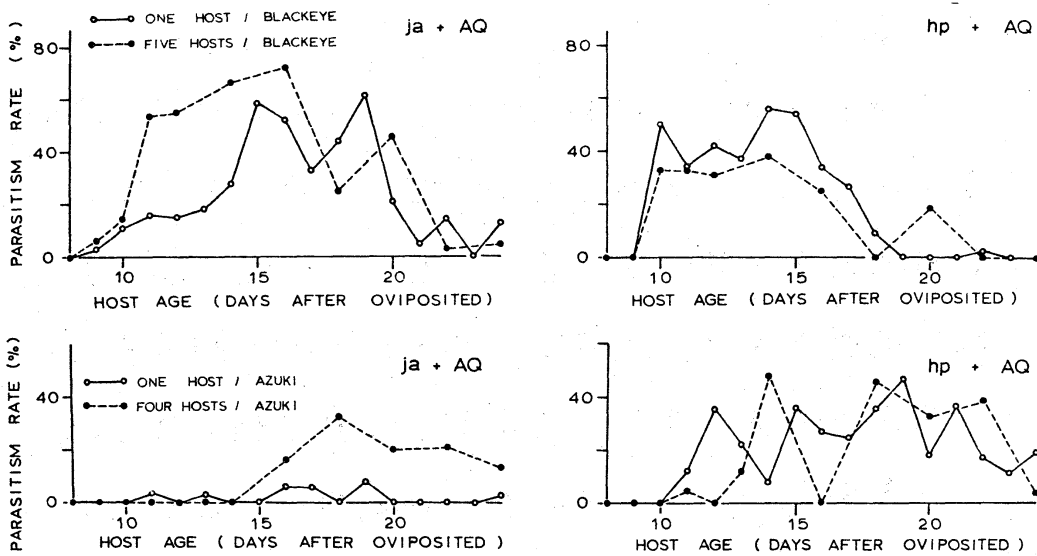 ONE HOST / BLACKEYE
FIVE HOSTS / BLACKEYE
ja + AQ
PARASITISM RATE (%)
80
40
0
10 15 20
HOST AGE (DAYS AFTER OVIPOSITED)
hp + AQ
80
40
0
10 15 20
HOST AGE (DAYS AFTER OVIPOSITED)
ONE HOST / AZUKI
FOUR HOSTS / AZUKI
ja + AQ
PARASITISM RATE (%)
40
0
10 15 20
HOST AGE (DAYS AFTER OVIPOSITED)
hp + AQ
40
0
10 15 20
HOST AGE (DAYS AFTER OVIPOSITED)